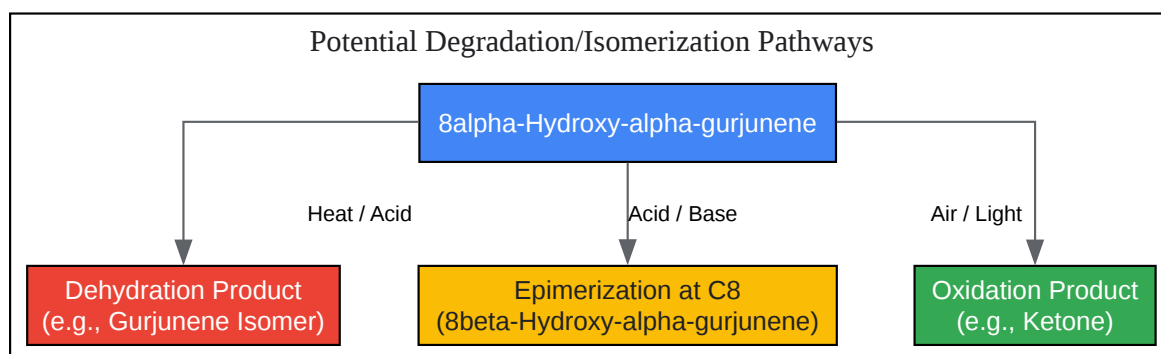 Potential Degradation/Isomerization Pathways
8alpha-Hydroxy-alpha-gurjunene
Heat / Acid
Acid / Base
Air / Light
Dehydration Product
(e.g., Gurjunene Isomer)
Epimerization at C8
(8beta-Hydroxy-alpha-gurjunene)
Oxidation Product
(e.g., Ketone)